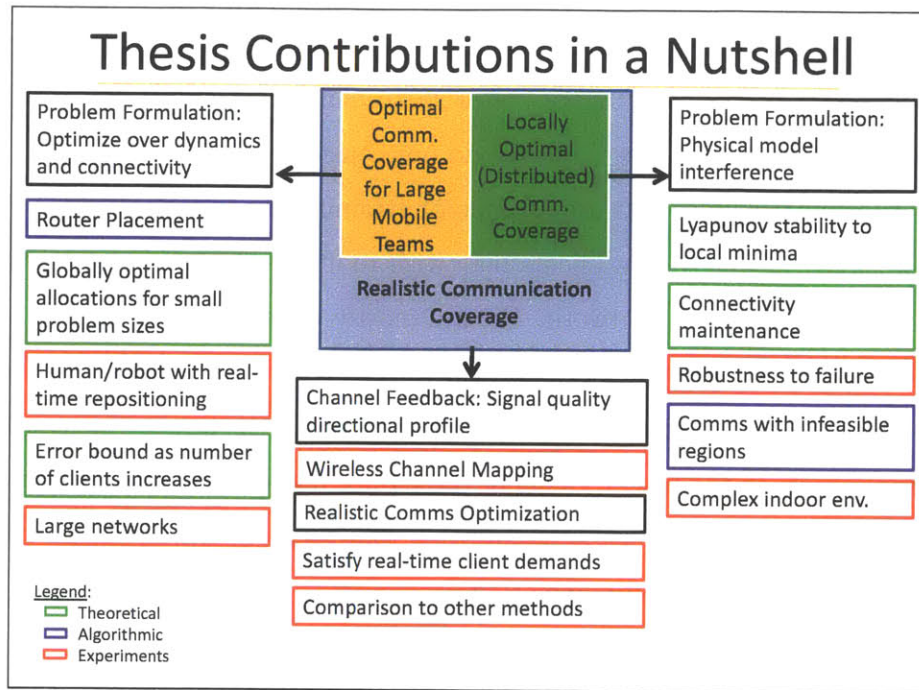 Thesis Contributions in a Nutshell
Problem Formulation:
Optimize over dynamics
and connectivity
Router Placement
Globally optimal
allocations for small
problem sizes
Human/robot with real-
time repositioning
Error bound as number
of clients increases
Large networks
Optimal
Comm.
Coverage
for Large
Mobile
Teams
Locally
Optimal
(Distributed)
Comm.
Coverage
Realistic Communication
Coverage
Channel Feedback: Signal quality
directional profile
Wireless Channel Mapping
Realistic Comms Optimization
Satisfy real-time client demands
Comparison to other methods
Problem Formulation:
Physical model
interference
Lyapunov stability to
local minima
Connectivity
maintenance
Robustness to failure
Comms with infeasible
regions
Complex indoor env.
Legend:
Theoretical
Algorithmic
Experiments